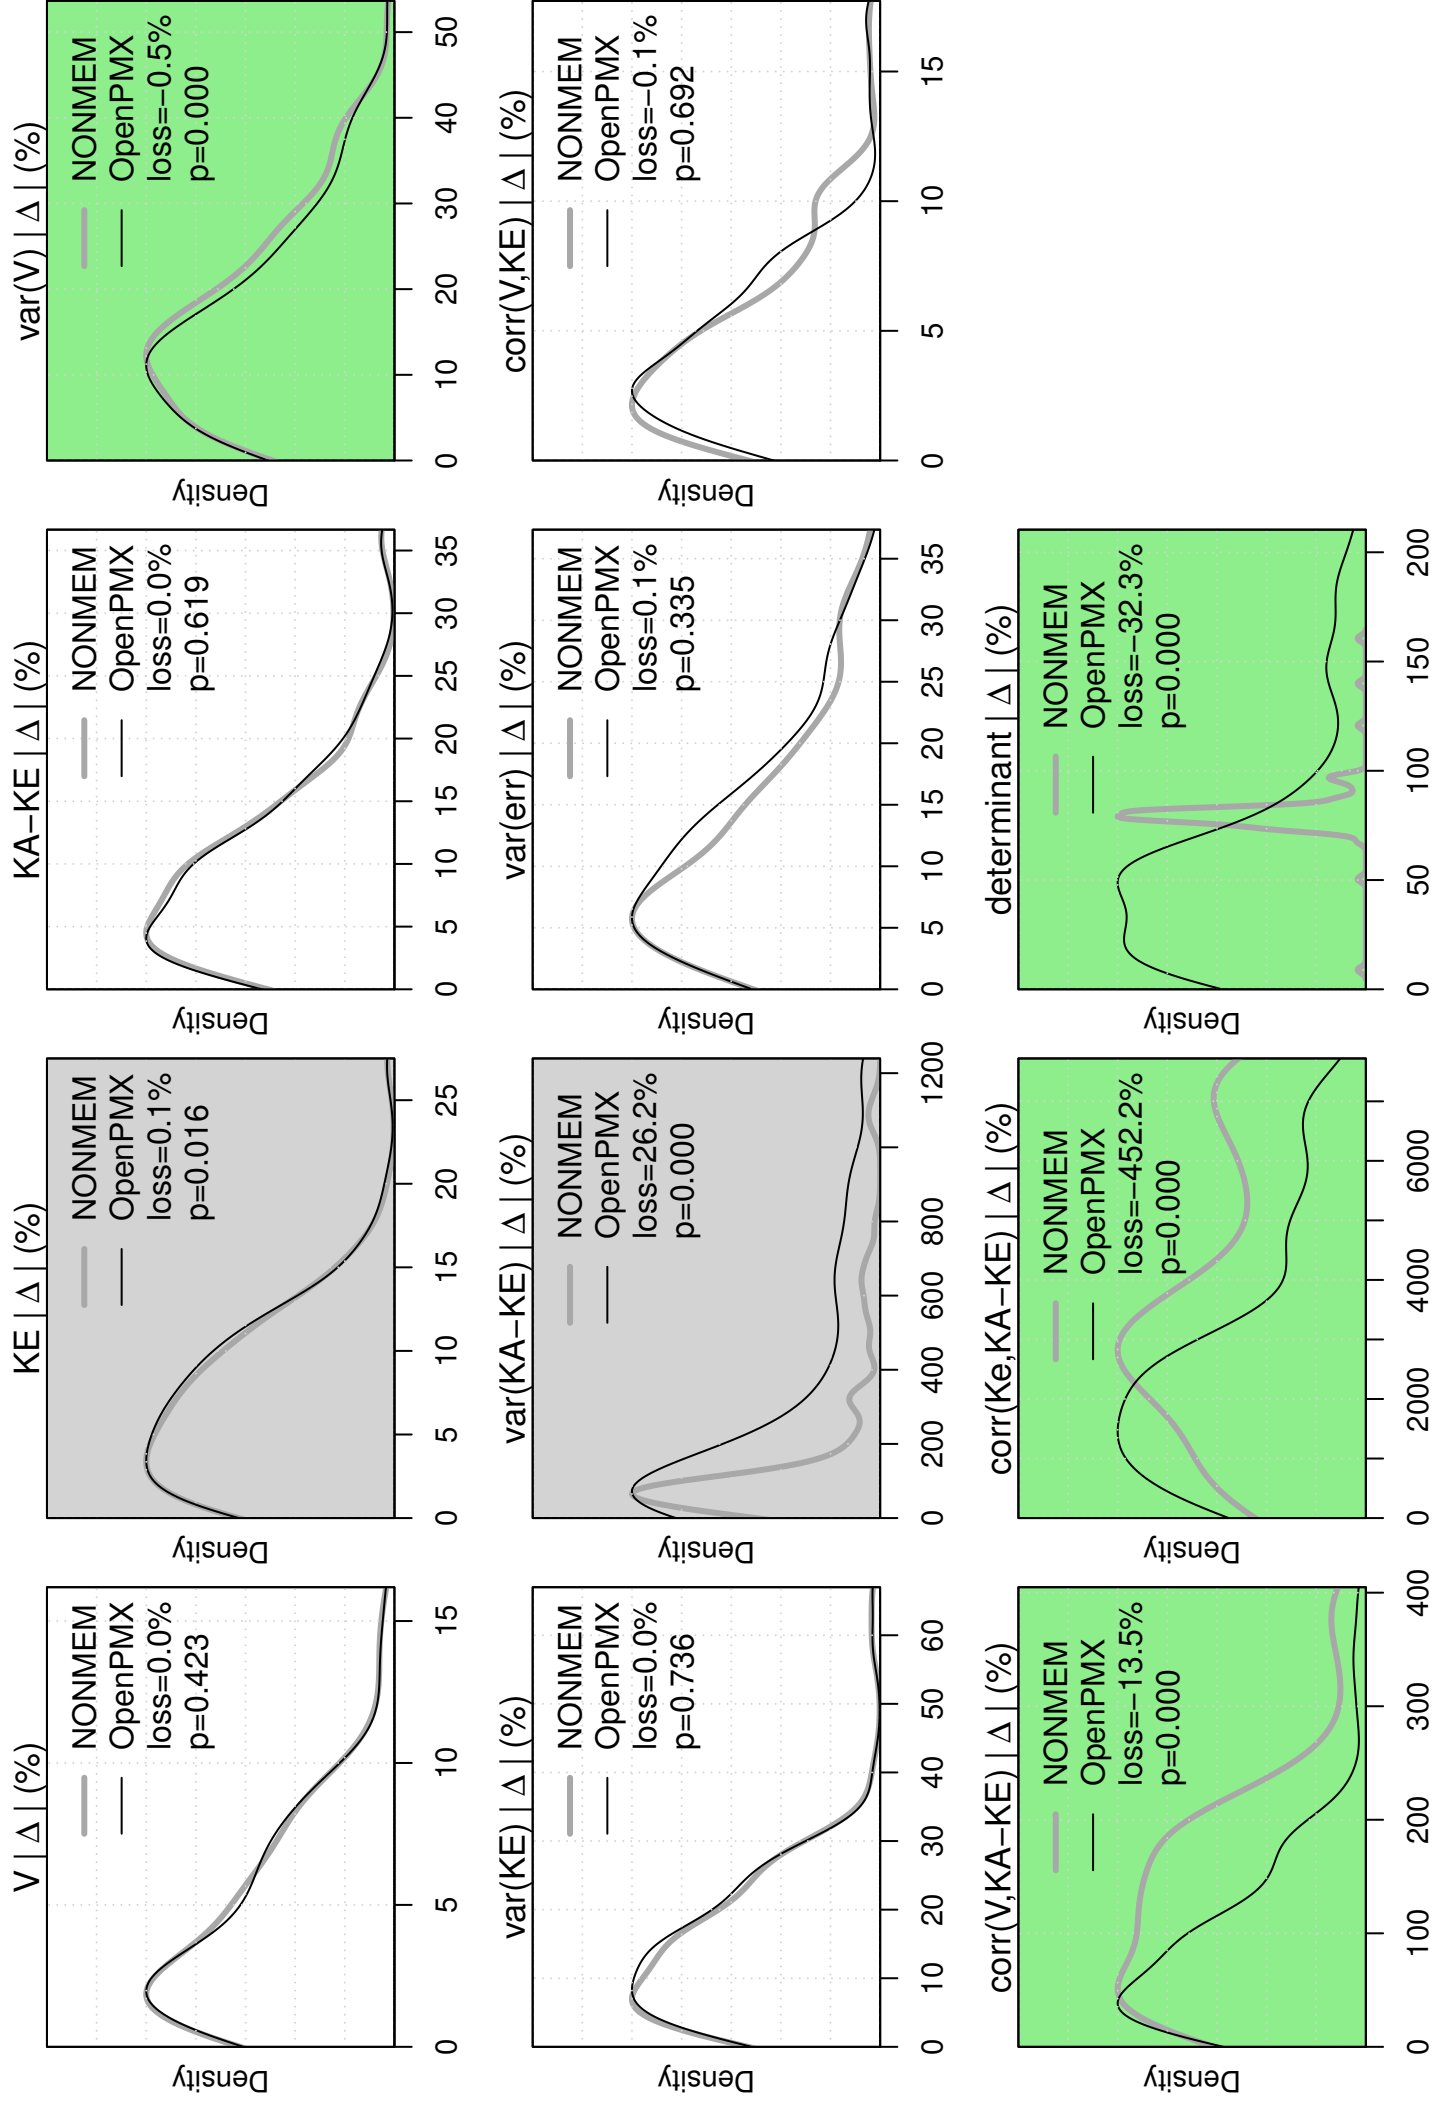 V | Δ | (%)
NONMEM
OpenPMX
loss=0.0%
p=0.423
Density
0 5 10 15
KE | Δ | (%)
NONMEM
OpenPMX
loss=0.1%
p=0.016
Density
0 5 10 15 20 25
KA−KE | Δ | (%)
NONMEM
OpenPMX
loss=0.0%
p=0.619
Density
0 5 10 15 20 25 30 35
var(V) | Δ | (%)
NONMEM
OpenPMX
loss=−0.5%
p=0.000
Density
0 10 20 30 40 50
var(KE) | Δ | (%)
NONMEM
OpenPMX
loss=0.0%
p=0.736
Density
0 10 20 30 40 50 60
var(KA−KE) | Δ | (%)
NONMEM
OpenPMX
loss=26.2%
p=0.000
Density
0 200 400 600 800 1200
var(err) | Δ | (%)
NONMEM
OpenPMX
loss=0.1%
p=0.335
Density
0 5 10 15 20 25 30 35
corr(V,KE) | Δ | (%)
NONMEM
OpenPMX
loss=−0.1%
p=0.692
Density
0 5 10 15
corr(V,KA−KE) | Δ | (%)
NONMEM
OpenPMX
loss=−13.5%
p=0.000
Density
0 100 200 300 400
corr(Ke,KA−KE) | Δ | (%)
NONMEM
OpenPMX
loss=−452.2%
p=0.000
Density
0 2000 4000 6000
determinant | Δ | (%)
NONMEM
OpenPMX
loss=−32.3%
p=0.000
Density
0 50 100 150 200